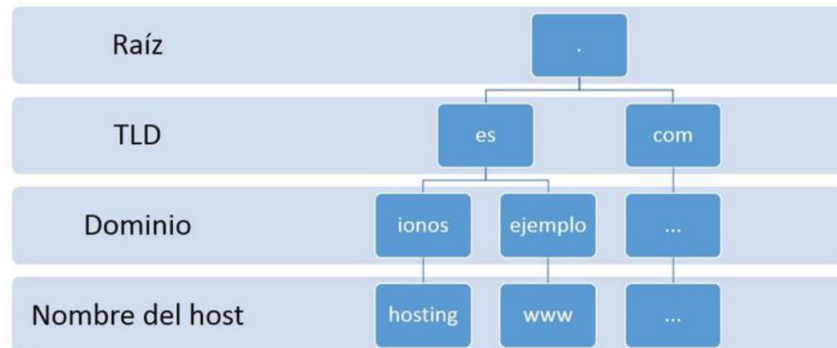 Raíz
.
TLD
es
com
Dominio
ionos
ejemplo
...
Nombre del host
hosting
www
...